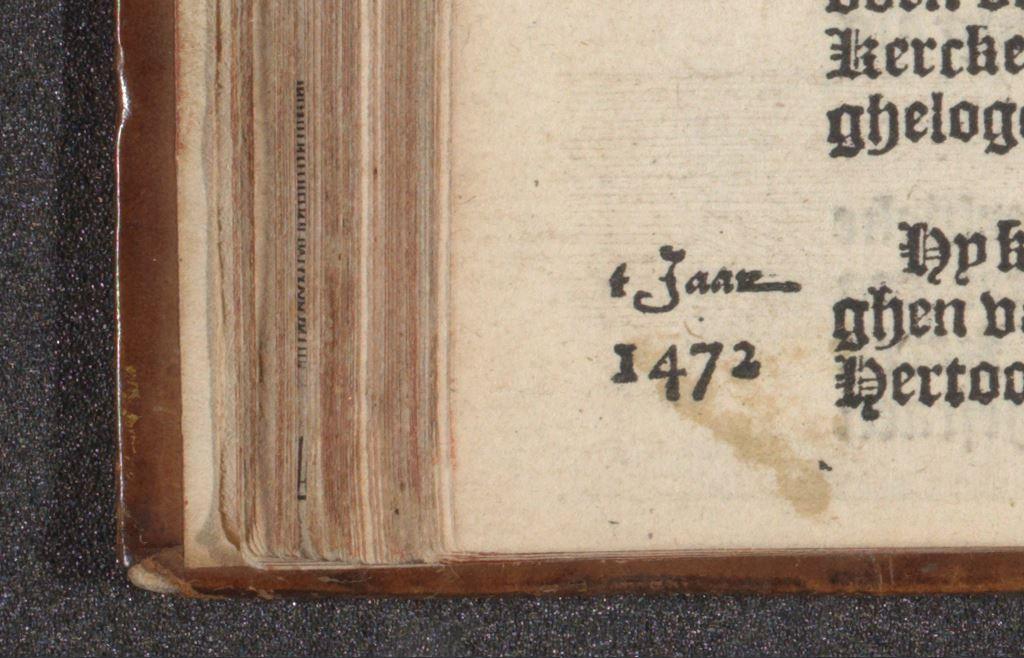 Kercke
ghelog
t Jaar
1472
Hy k
ghen v
Hertoo